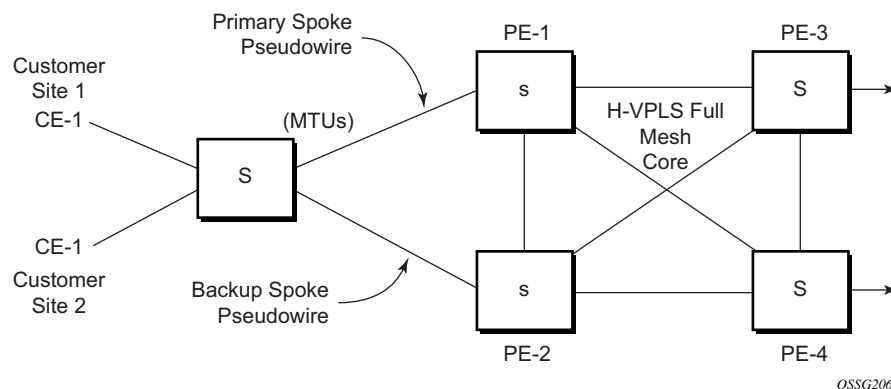 Primary Spoke
Pseudowire
PE-1
PE-3
Customer
Site 1
CE-1
(MTUs)
s
S
H-VPLS Full
Mesh
Core
S
CE-1
Customer
Site 2
Backup Spoke
Pseudowire
s
S
PE-2
PE-4
OSSG206